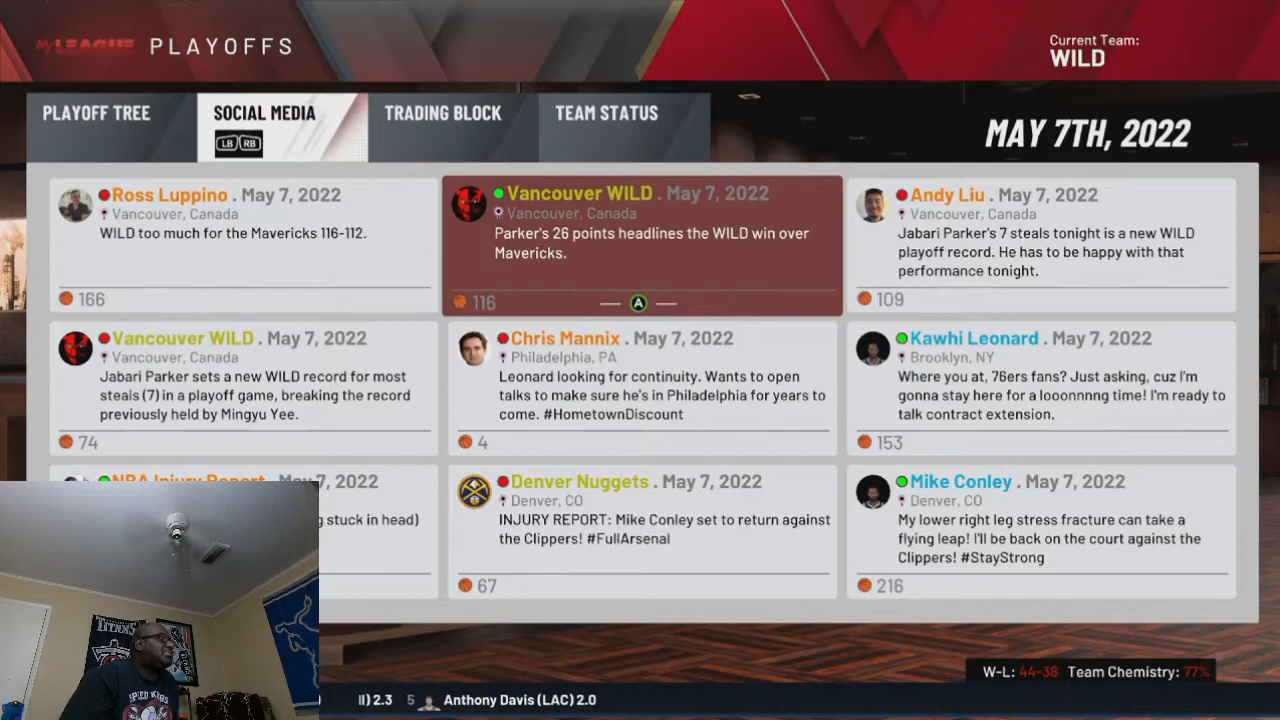 MyLEAGUE PLAYOFFS
Current Team:
WILD
PLAYOFF TREE
SOCIAL MEDIA
LB RB
TRADING BLOCK
TEAM STATUS
MAY 7TH, 2022
Ross Luppino . May 7, 2022
Vancouver, Canada
WILD too much for the Mavericks 116-112.
166
Vancouver WILD . May 7, 2022
Vancouver, Canada
Parker's 26 points headlines the WILD win over
Mavericks.
116
A
Andy Liu . May 7, 2022
Vancouver, Canada
Jabari Parker's 7 steals tonight is a new WILD
playoff record. He has to be happy with that
performance tonight.
109
Vancouver WILD . May 7, 2022
Vancouver, Canada
Jabari Parker sets a new WILD record for most
steals (7) in a playoff game, breaking the record
previously held by Mingyu Yee.
74
Chris Mannix . May 7, 2022
Philadelphia, PA
Leonard looking for continuity. Wants to open
talks to make sure he's in Philadelphia for years to
come. #HometownDiscount
4
Kawhi Leonard . May 7, 2022
Brooklyn, NY
Where you at, 76ers fans? Just asking, cuz I'm
gonna stay here for a looonnnng time! I'm ready to
talk contract extension.
153
NBA Injury Report . May 7, 2022
g stuck in head)
Denver Nuggets . May 7, 2022
Denver, CO
INJURY REPORT: Mike Conley set to return against
the Clippers! #FullArsenal
67
Mike Conley . May 7, 2022
Denver, CO
My lower right leg stress fracture can take a
flying leap! I'll be back on the court against the
Clippers! #StayStrong
216
TITANS
W-L: 44-38 Team Chemistry: 77%
l) 2.3 5 Anthony Davis (LAC) 2.0